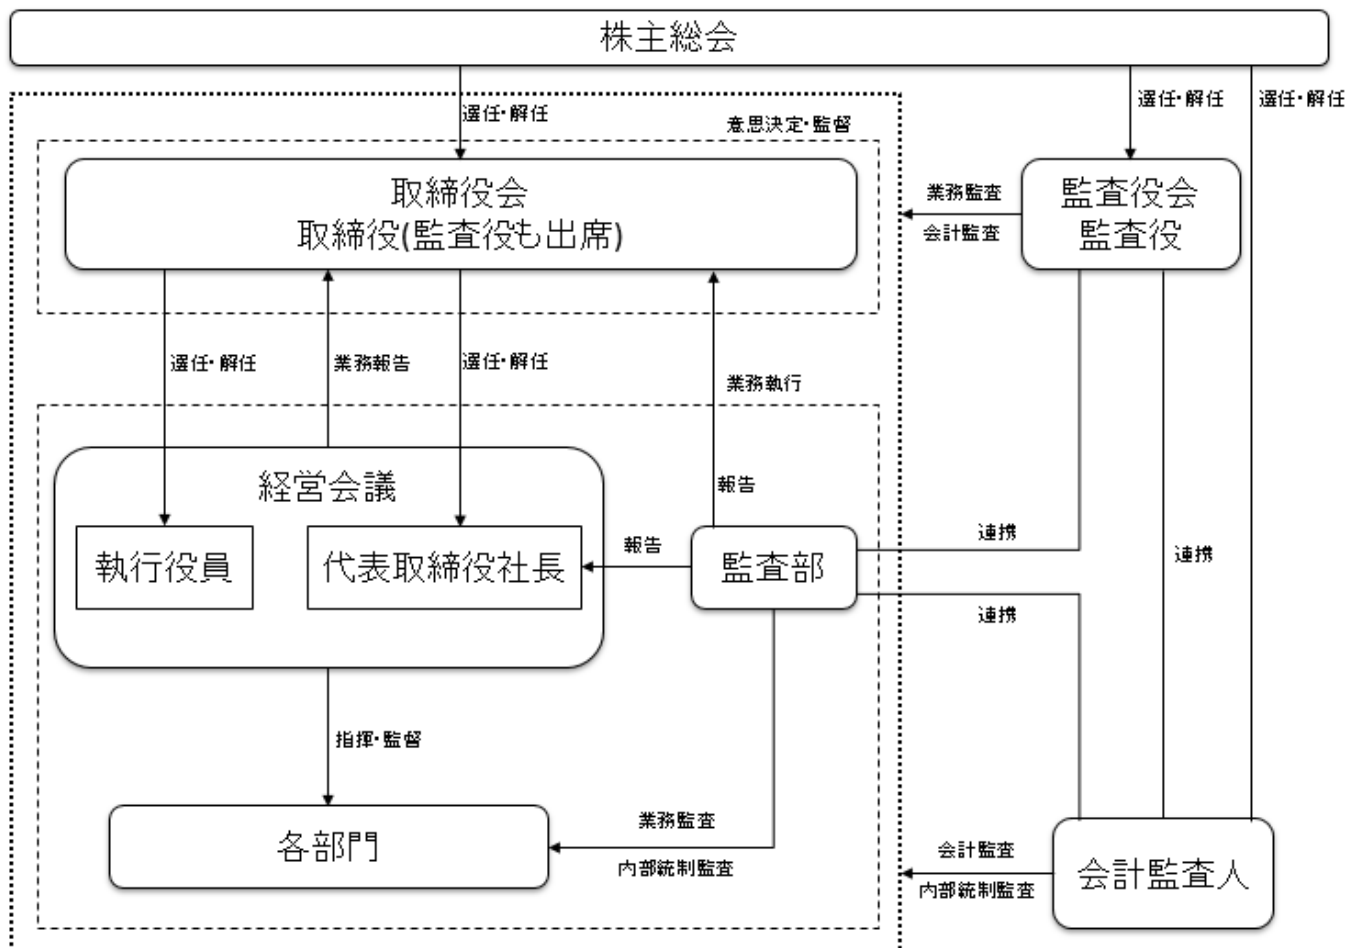 株主総会
選任・解任
選任・解任
選任・解任
意思決定・監督
取締役会
取締役(監査役も出席)
業務監査
会計監査
監査役会
監査役
選任・解任
業務報告
選任・解任
業務執行
経営会議
報告
執行役員
代表取締役社長
報告
監査部
連携
連携
連携
指揮・監督
各部門
業務監査
内部統制監査
会計監査
内部統制監査
会計監査人